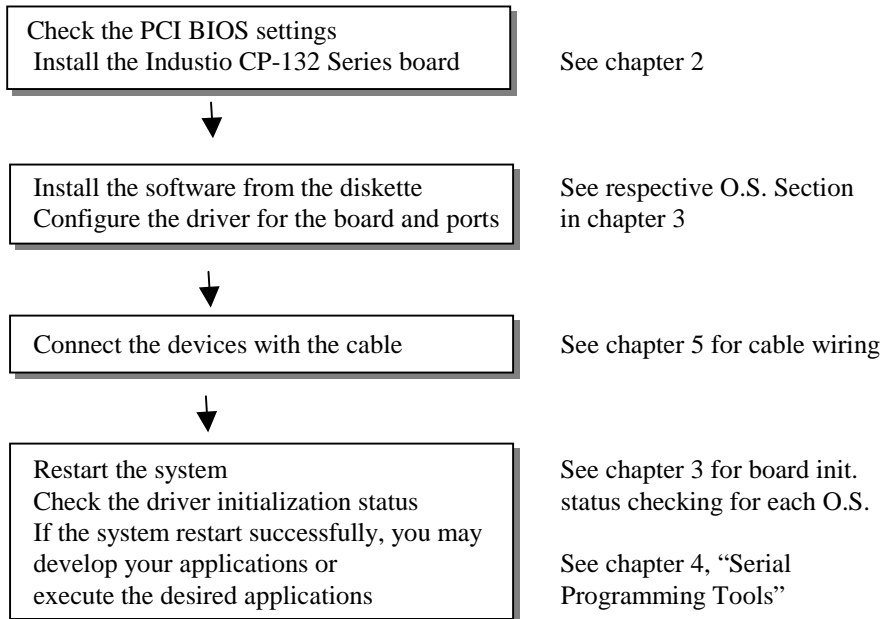 Check the PCI BIOS settings
Install the Industio CP-132 Series board
See chapter 2
Install the software from the diskette
Configure the driver for the board and ports
See respective O.S. Section
in chapter 3
Connect the devices with the cable
See chapter 5 for cable wiring
Restart the system
Check the driver initialization status
If the system restart successfully, you may
develop your applications or
execute the desired applications
See chapter 3 for board init.
status checking for each O.S.
See chapter 4, “Serial
Programming Tools”